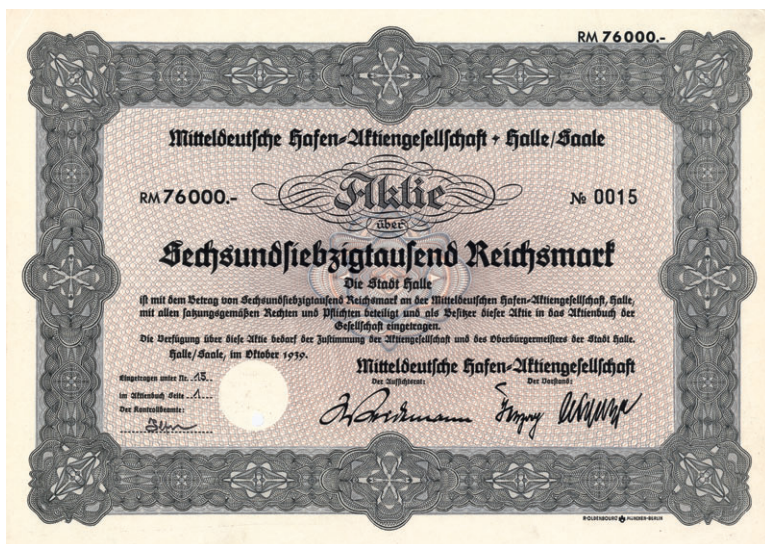 RM 76000.-
Mitteldeutsche Hafen-Aktiengesellschaft + Halle/Saale
RM 76000.-
Aktie
№ 0015
über
Sechsundsiebzigtausend Reichsmark
Die Stadt Halle
ist mit dem Betrag von Sechsundsiebzigtausend Reichsmark an der Mitteldeutschen Hafen-Aktiengesellschaft, Halle,
mit allen satzungsgemäßen Rechten und Pflichten beteiligt und als Besitzer dieser Aktie in das Aktienbuch der
Gesellschaft eingetragen.
Die Verfügung über diese Aktie bedarf der Zustimmung der Aktiengesellschaft und des Oberbürgermeisters der Stadt Halle.
Halle/Saale, im Oktober 1939.
Mitteldeutsche Hafen-Aktiengesellschaft
Der Aufsichtsrat:
Der Vorstand:
Eingetragen unter Nr. 15.
im Aktienbuch Seite 1
Der Kontrollbeamte:
R·OLDENBOURG MÜNCHEN-BERLIN